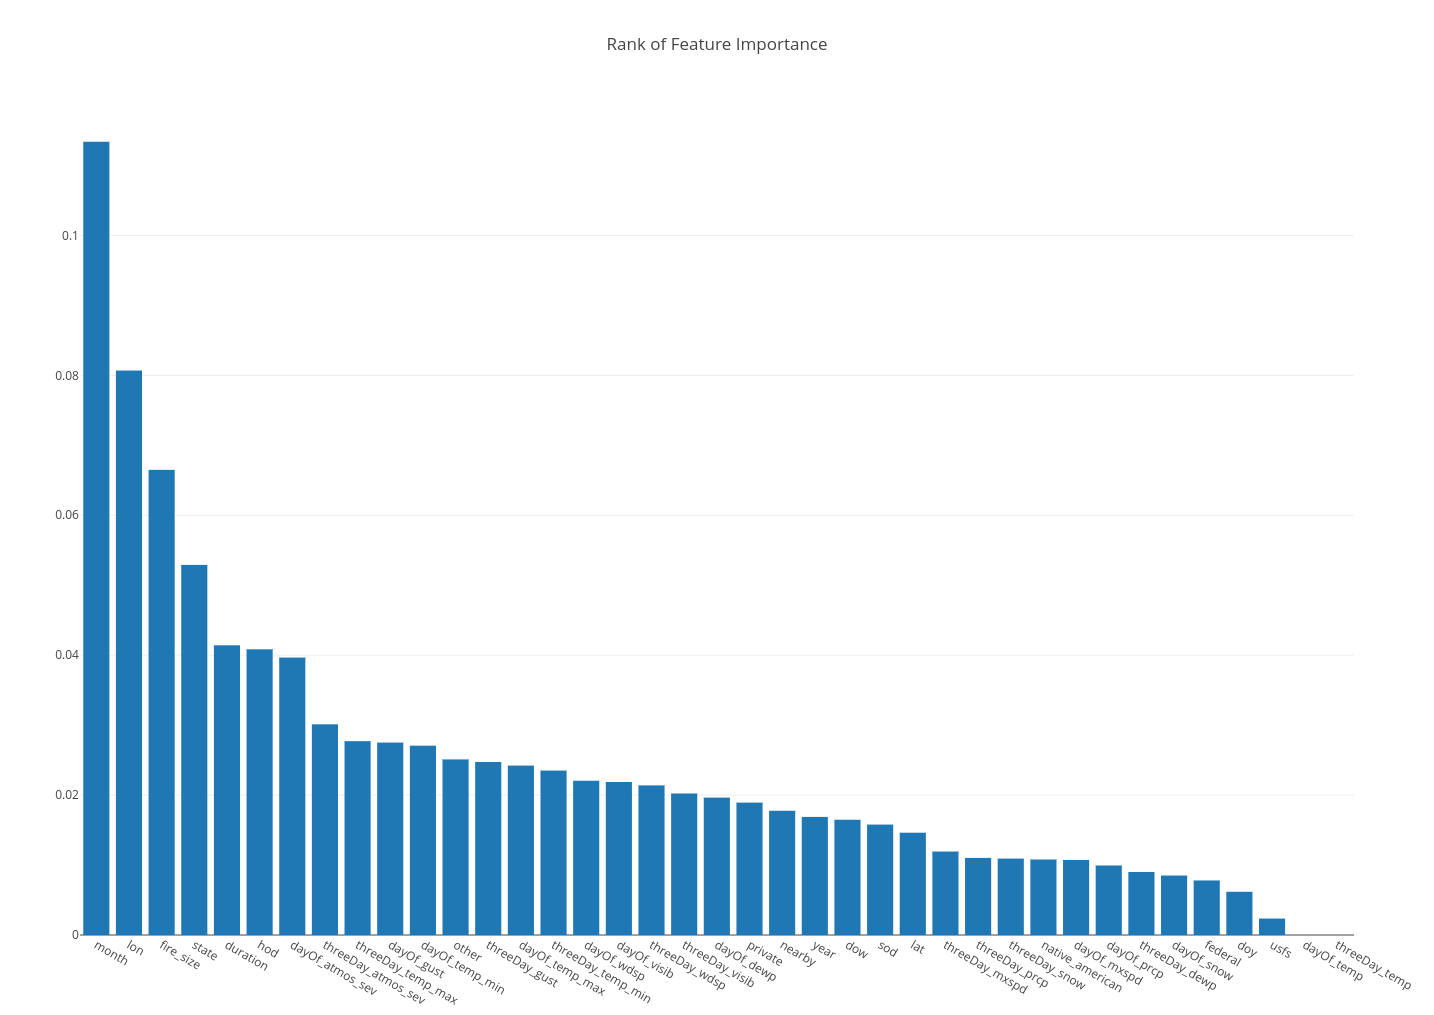 Rank of Feature Importance
0.1
0.08
0.06
0.04
0.02
0
month
lon
fire_size
state
duration
hod
dayOf_atmos_sev
threeDay_atmos_sev
threeDay_temp_max
dayOf_gust
dayOf_temp_min
other
threeDay_gust
dayOf_temp_max
threeDay_temp_min
dayOf_wdsp
dayOf_visib
threeDay_wdsp
threeDay_visib
dayOf_dewp
private
nearby
year
dow
sod
lat
threeDay_mxspd
threeDay_prcp
threeDay_snow
native_american
dayOf_mxspd
dayOf_prcp
threeDay_dewp
dayOf_snow
federal
doy
usfs
dayOf_temp
threeDay_temp